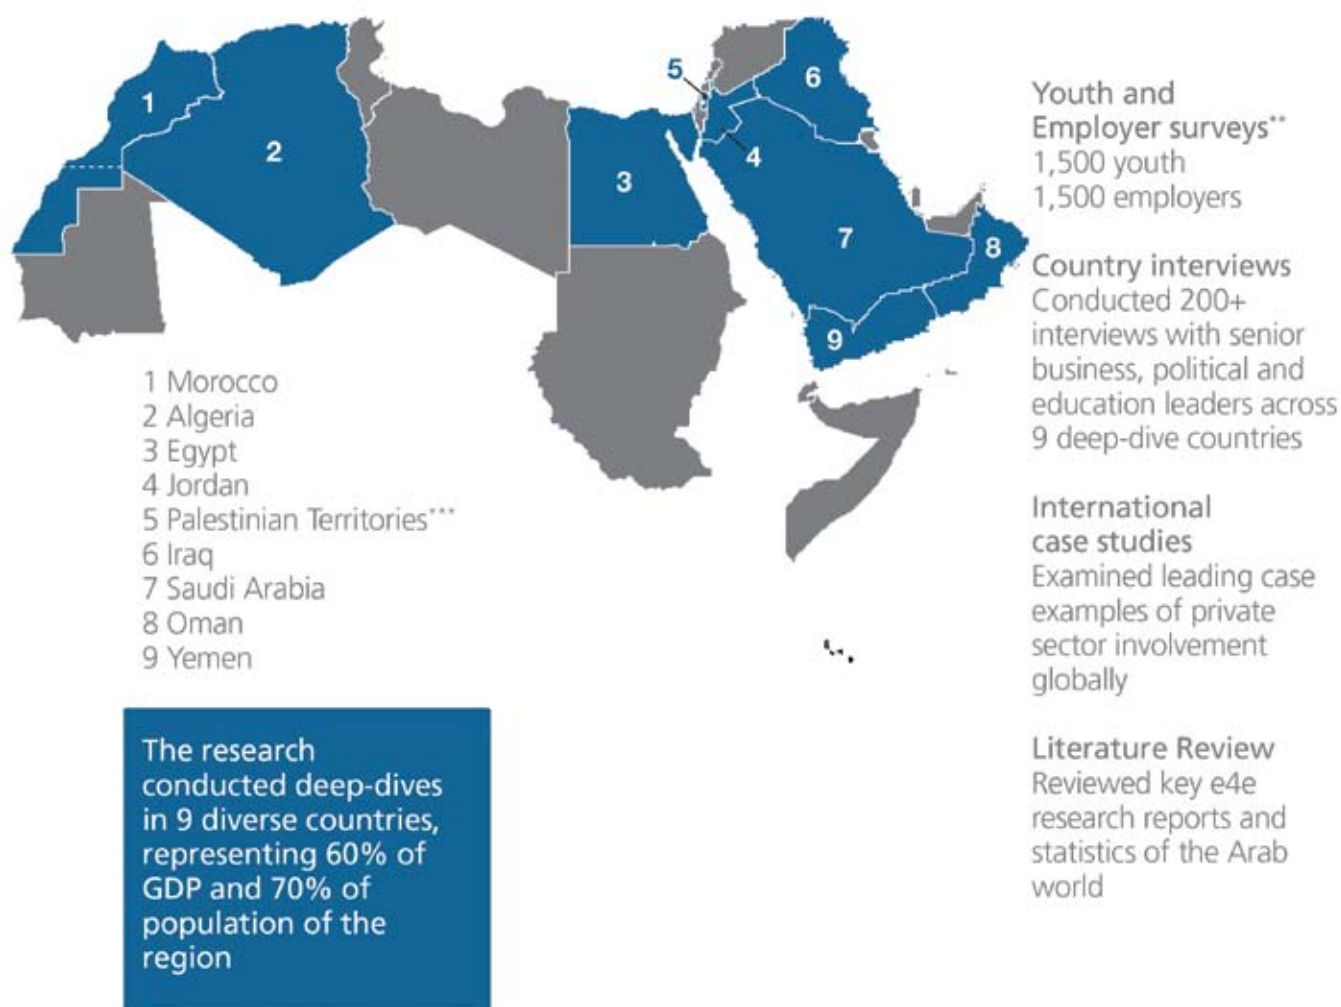 1
2
3
4
5
6
7
8
9
1 Morocco
2 Algeria
3 Egypt
4 Jordan
5 Palestinian Territories***
6 Iraq
7 Saudi Arabia
8 Oman
9 Yemen
The research
conducted deep-dives
in 9 diverse countries,
representing 60% of
GDP and 70% of
population of the
region
Youth and
Employer surveys**
1,500 youth
1,500 employers
Country interviews
Conducted 200+
interviews with senior
business, political and
education leaders across
9 deep-dive countries
International
case studies
Examined leading case
examples of private
sector involvement
globally
Literature Review
Reviewed key e4e
research reports and
statistics of the Arab
world